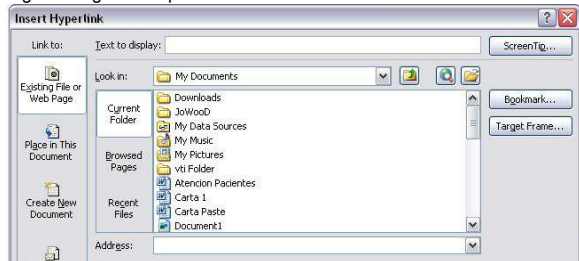 Insert Hyperlink
Link to:
Text to display:
ScreenTip...
Existing File or
Web Page
Look in:
My Documents
Current
Folder
Downloads
JoWooD
My Data Sources
My Music
My Pictures
vti Folder
Atencion Pacientes
Carta 1
Carta Paste
Document1
Bookmark...
Target Frame...
Place in This
Document
Browsed
Pages
Create New
Document
Recent
Files
Address: